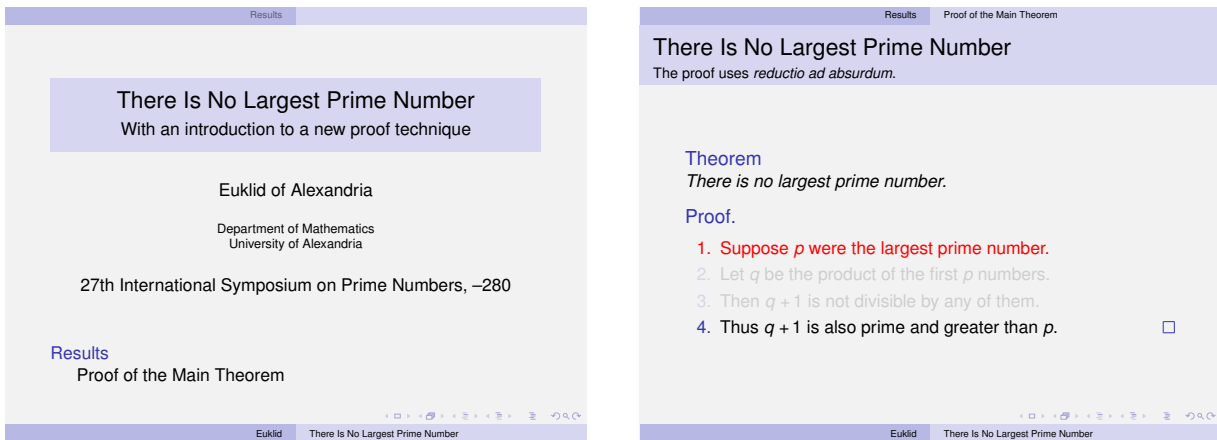 Results
There Is No Largest Prime Number
With an introduction to a new proof technique
Euklid of Alexandria
Department of Mathematics
University of Alexandria
27th International Symposium on Prime Numbers, –280
Results
Proof of the Main Theorem
Euklid There Is No Largest Prime Number
Results Proof of the Main Theorem
There Is No Largest Prime Number
The proof uses reductio ad absurdum.
Theorem
There is no largest prime number.
Proof.
1. Suppose p were the largest prime number.
2. Let q be the product of the first p numbers.
3. Then q + 1 is not divisible by any of them.
4. Thus q + 1 is also prime and greater than p. □
Euklid There Is No Largest Prime Number